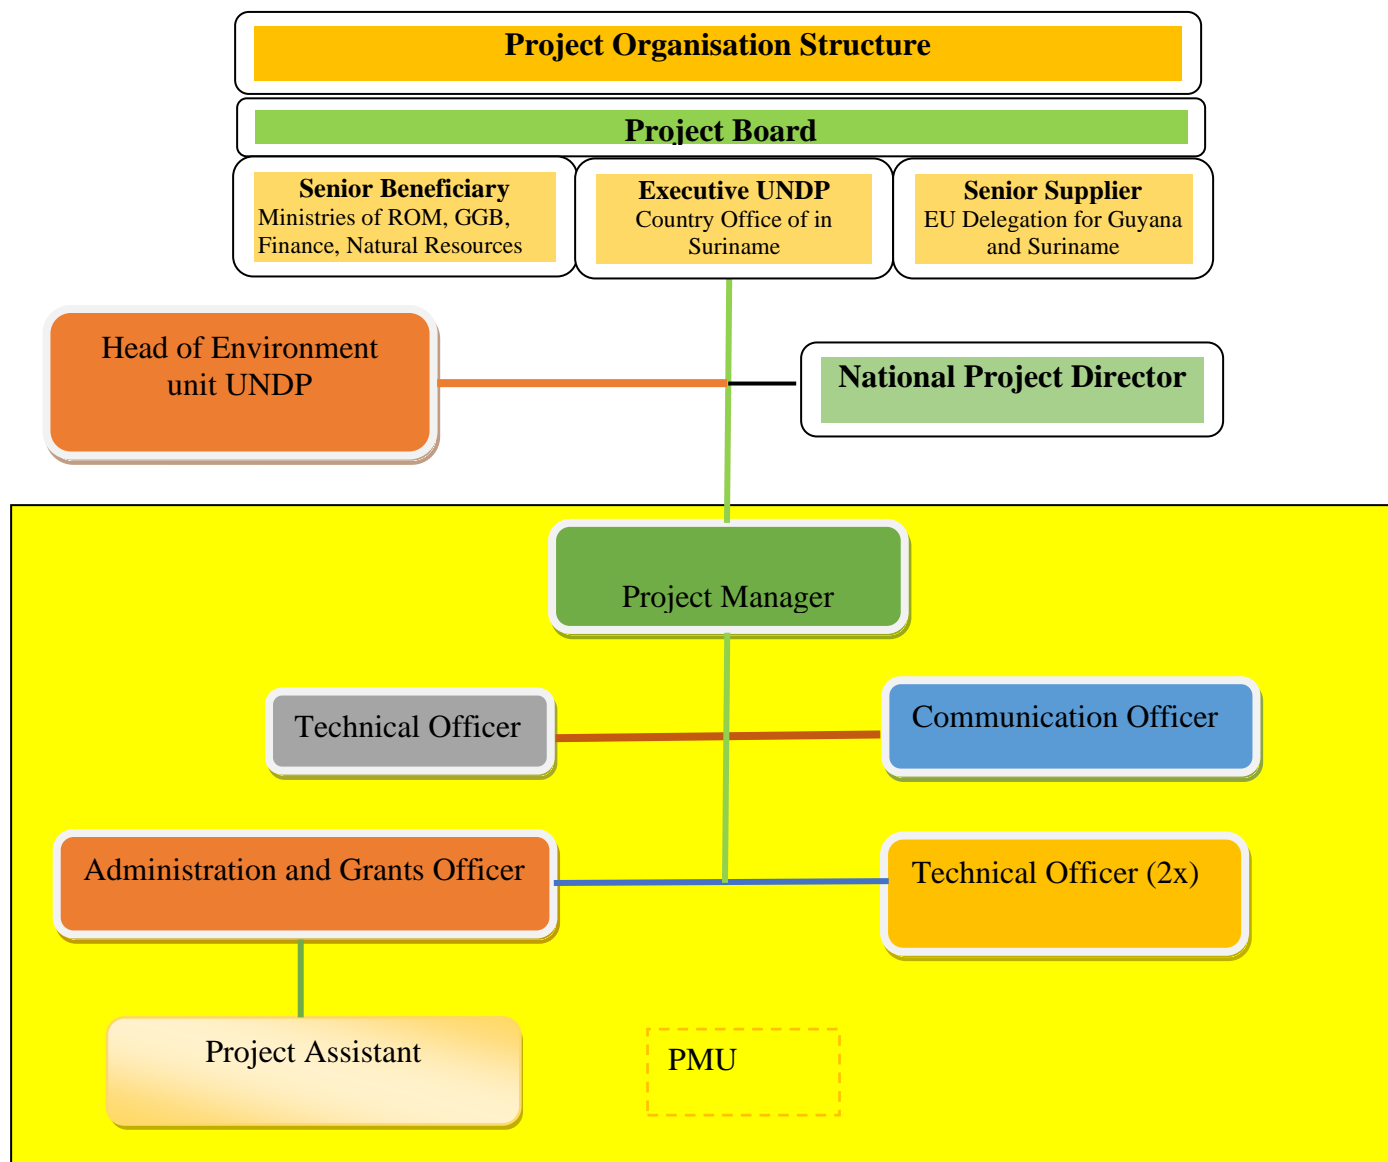 Project Organisation Structure
Project Board
Senior Beneficiary
Ministries of ROM, GGB,
Finance, Natural Resources
Executive UNDP
Country Office of in
Suriname
Senior Supplier
EU Delegation for Guyana
and Suriname
Head of Environment
unit UNDP
National Project Director
Project Manager
Technical Officer
Communication Officer
Administration and Grants Officer
Technical Officer (2x)
Project Assistant
PMU